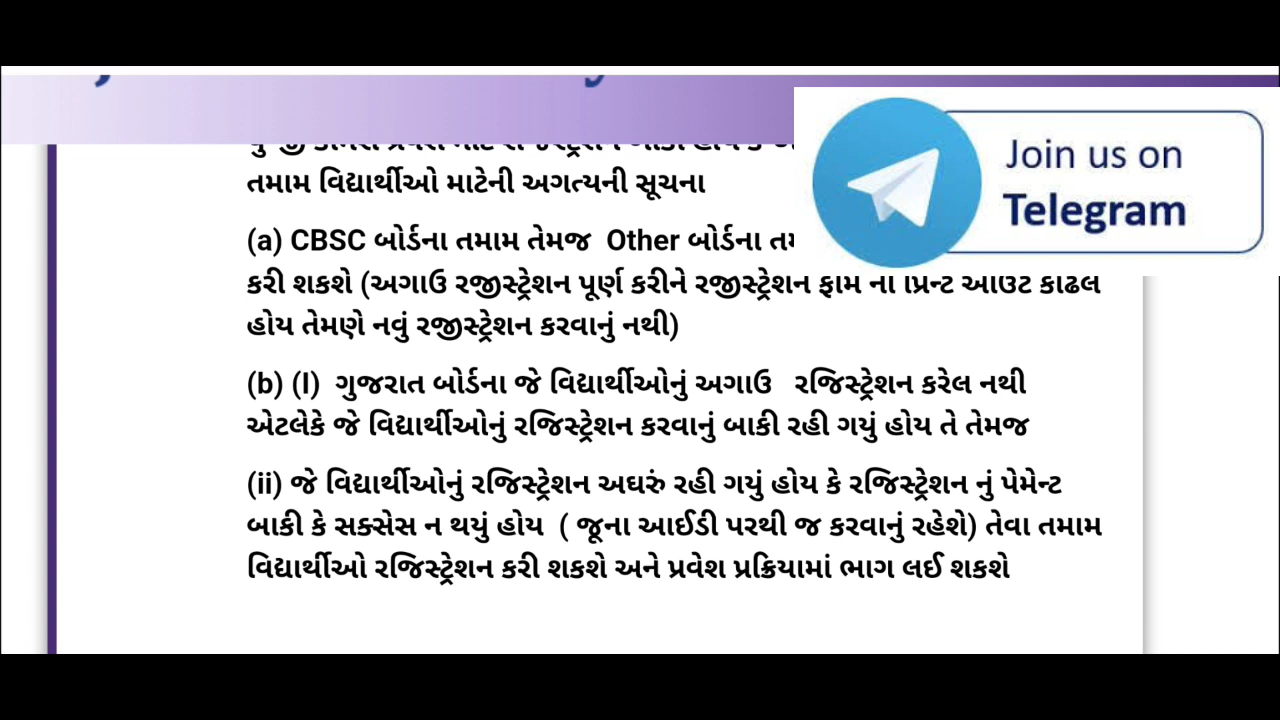 તમામ વિદ્યાર્થીઓ માટેની અગત્યની સૂચના
Join us on
Telegram
(a) CBSC બોર્ડના તમામ તેમજ Other બોર્ડના
કરી શકશે (અગાઉ રજીસ્ટ્રેશન પૂર્ણ કરીને રજીસ્ટ્રેશન ફોર્મ ની પ્રિન્ટ આઉટ કાઢેલ
હોય તેમણે નવું રજીસ્ટ્રેશન કરવાનું નથી)
(b) (I) ગુજરાત બોર્ડના જે વિદ્યાર્થીઓનું અગાઉ રજિસ્ટ્રેશન કરેલ નથી
એટલેકે જે વિદ્યાર્થીઓનું રજિસ્ટ્રેશન કરવાનું બાકી રહી ગયું હોય તે તેમજ
(ii) જે વિદ્યાર્થીઓનું રજિસ્ટ્રેશન અઘરું રહી ગયું હોય કે રજિસ્ટ્રેશન નું પેમેન્ટ
બાકી કે સક્સેસ ન થયું હોય ( જૂના આઈડી પરથી જ કરવાનું રહેશે) તેવા તમામ
વિદ્યાર્થીઓ રજિસ્ટ્રેશન કરી શકશે અને પ્રવેશ પ્રક્રિયામાં ભાગ લઈ શકશે